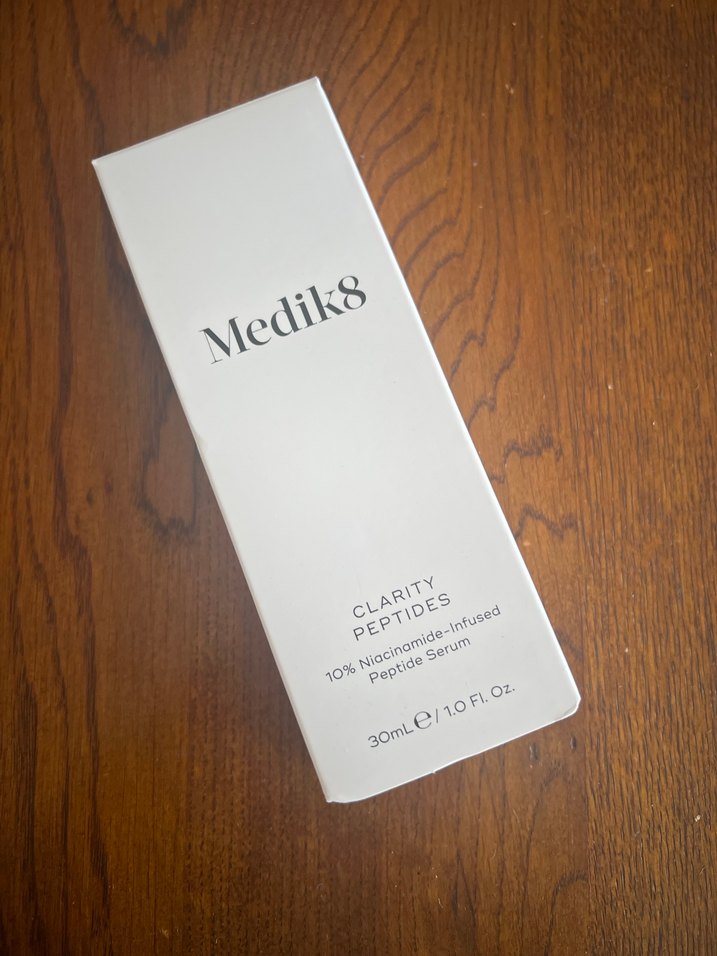 Medik8
CLARITY
PEPTIDES
10% Niacinamide-Infused
Peptide Serum
30mL ℮ / 1.0 Fl. Oz.